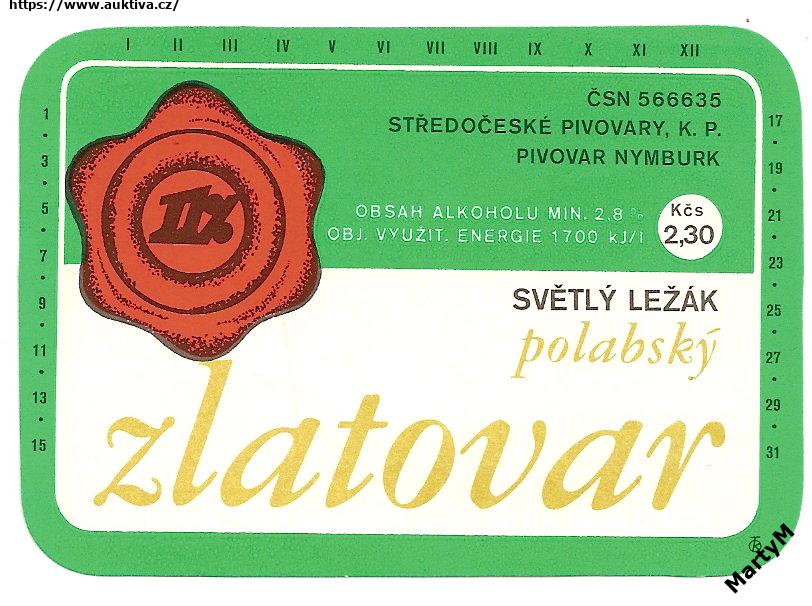 https://www.auktiva.cz/
I II III IV V VI VII VIII IX X XI XII
ČSN 566635
STŘEDOČESKÉ PIVOVARY, K. P.
PIVOVAR NYMBURK
OBSAH ALKOHOLU MIN. 2,8 %
OBJ. VYUŽIT. ENERGIE 1700 kJ/l
Kčs
2,30
11%
SVĚTLÝ LEŽÁK
polabský
zlatovar
1
3
5
7
9
11
13
15
17
19
21
23
25
27
29
31
MartyM